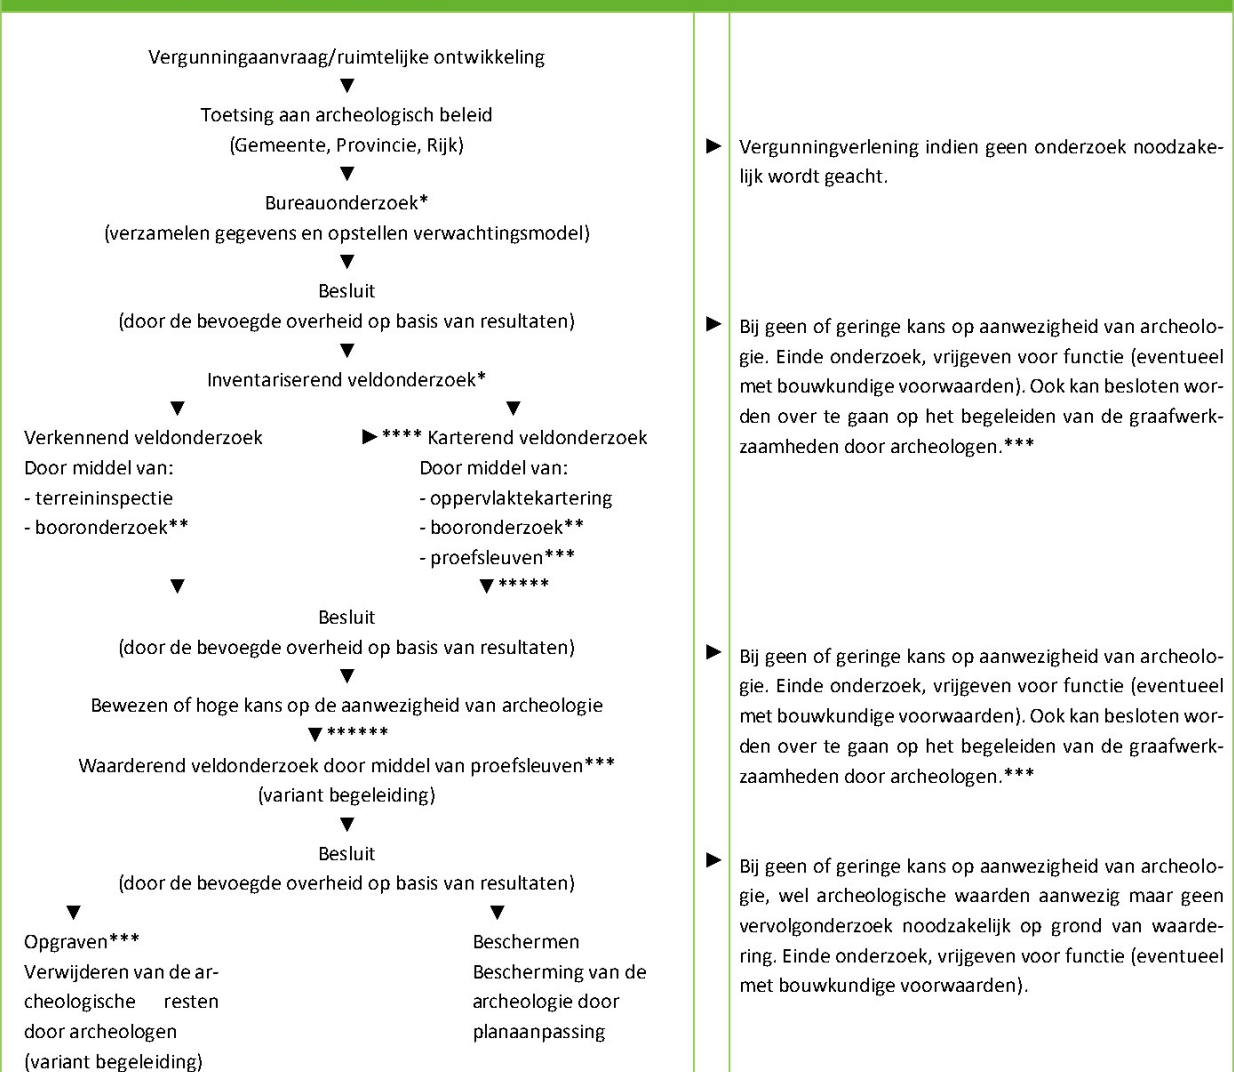 Vergunningaanvraag/ruimtelijke ontwikkeling
▼
Toetsing aan archeologisch beleid
(Gemeente, Provincie, Rijk)
▼
Bureauonderzoek*
(verzamelen gegevens en opstellen verwachtingsmodel)
▼
Besluit
(door de bevoegde overheid op basis van resultaten)
▼
Inventariserend veldonderzoek*
▼ ▼
Verkennend veldonderzoek
Door middel van:
- terreininspectie
- booronderzoek**
▼
►**** Karterend veldonderzoek
Door middel van:
- oppervlaktekartering
- booronderzoek**
- proefsleuven***
▼*****
Besluit
(door de bevoegde overheid op basis van resultaten)
▼
Bewezen of hoge kans op de aanwezigheid van archeologie
▼******
Waarderend veldonderzoek door middel van proefsleuven***
(variant begeleiding)
▼
Besluit
(door de bevoegde overheid op basis van resultaten)
▼ ▼
Opgraven***
Verwijderen van de ar-
cheologische resten
door archeologen
(variant begeleiding)
Beschermen
Bescherming van de
archeologie door
planaanpassing
► Vergunningverlening indien geen onderzoek noodzake-
lijk wordt geacht.
► Bij geen of geringe kans op aanwezigheid van archeolo-
gie. Einde onderzoek, vrijgeven voor functie (eventueel
met bouwkundige voorwaarden). Ook kan besloten wor-
den over te gaan op het begeleiden van de graafwerk-
zaamheden door archeologen.***
► Bij geen of geringe kans op aanwezigheid van archeolo-
gie. Einde onderzoek, vrijgeven voor functie (eventueel
met bouwkundige voorwaarden). Ook kan besloten wor-
den over te gaan op het begeleiden van de graafwerk-
zaamheden door archeologen.***
► Bij geen of geringe kans op aanwezigheid van archeolo-
gie, wel archeologische waarden aanwezig maar geen
vervolgonderzoek noodzakelijk op grond van waarde-
ring. Einde onderzoek, vrijgeven voor functie (eventueel
met bouwkundige voorwaarden).